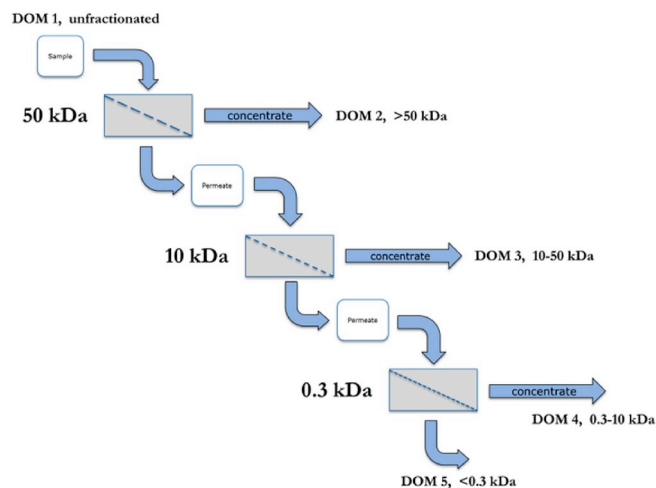 DOM 1, unfractionated
Sample
50 kDa
concentrate
DOM 2, >50 kDa
Permeate
10 kDa
concentrate
DOM 3, 10-50 kDa
Permeate
0.3 kDa
concentrate
DOM 4, 0.3-10 kDa
DOM 5, <0.3 kDa